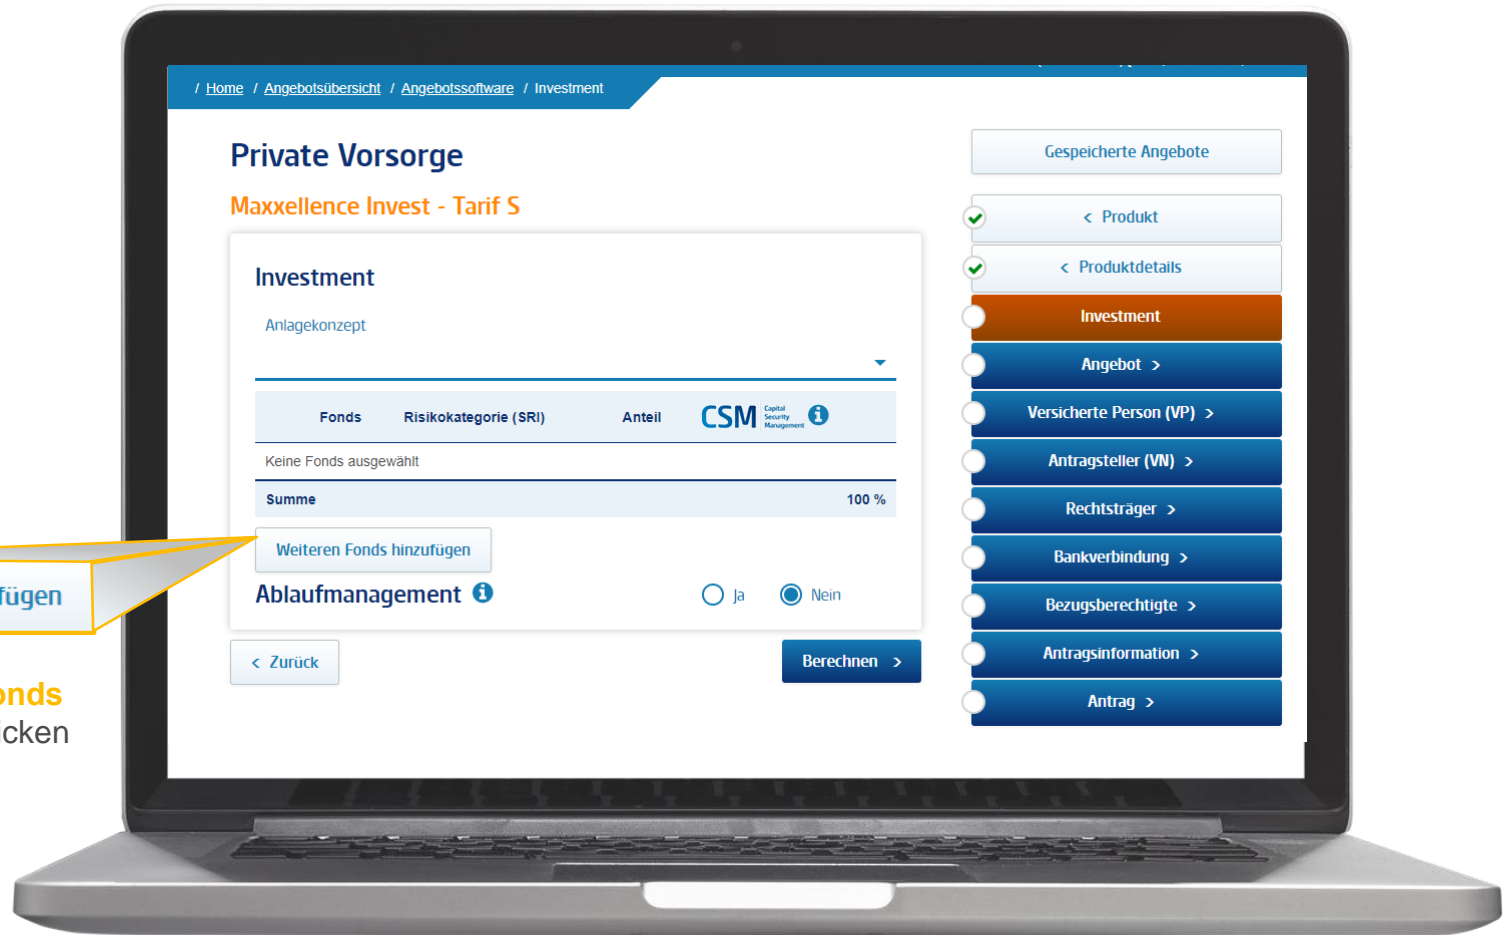 / Home / Angebotsübersicht / Angebotssoftware / Investment
Private Vorsorge
Maxxellence Invest - Tarif S
Investment
Anlagekonzept
Fonds Risikokategorie (SRI) Anteil CSM Capital Security Management
Keine Fonds ausgewählt
Summe 100 %
Weiteren Fonds hinzufügen
Ablaufmanagement Ja Nein
< Zurück Berechnen >
Gespeicherte Angebote
< Produkt
< Produktdetails
Investment
Angebot >
Versicherte Person (VP) >
Antragsteller (VN) >
Rechtsträger >
Bankverbindung >
Bezugsberechtigte >
Antragsinformation >
Antrag >
fügen
onds
icken